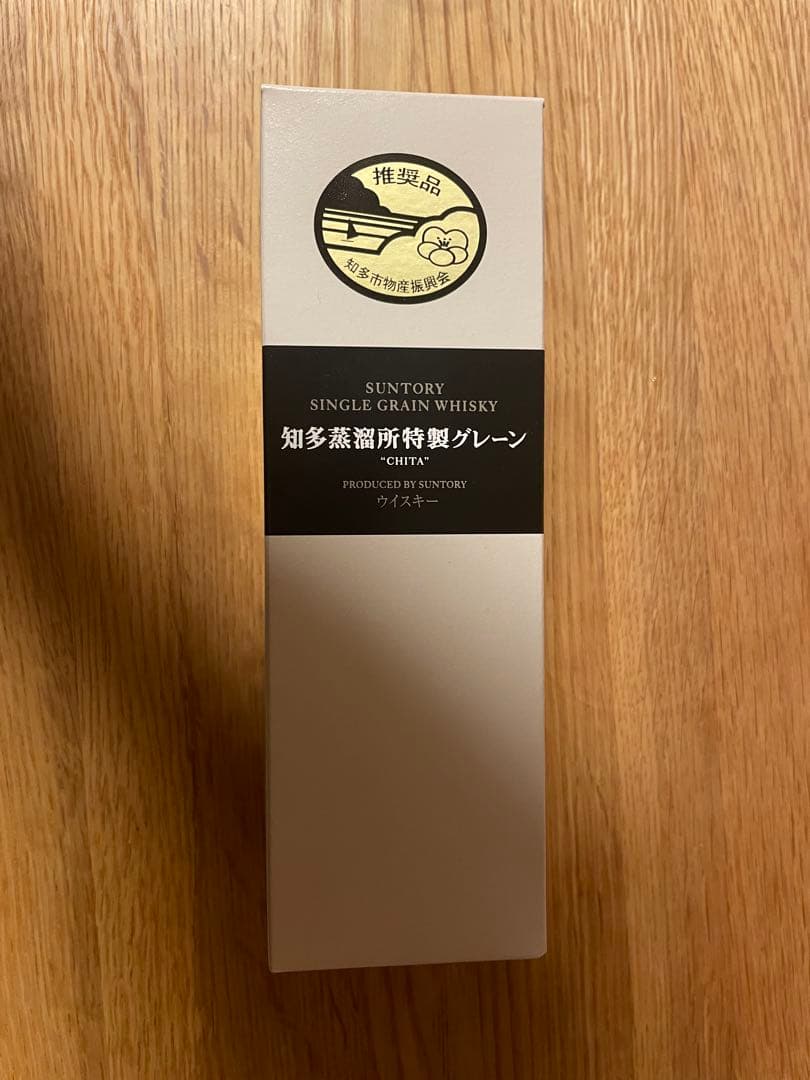 推奨品
知多市物産振興会
SUNTORY
SINGLE GRAIN WHISKY
知多蒸溜所特製グレーン
"CHITA"
PRODUCED BY SUNTORY
ウイスキー